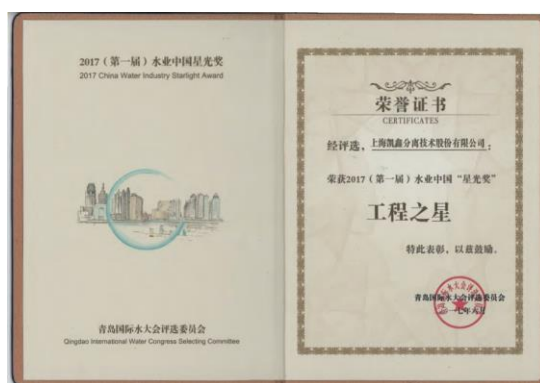 2017（第一届）水业中国星光奖
2017 China Water Industry Starlight Award
青岛国际水大会评选委员会
Qingdao International Water Congress Selecting Committee
荣誉证书
CERTIFICATES
经评选，上海凯鑫分离技术股份有限公司：
荣获2017（第一届）水业中国“星光奖”
工程之星
特此表彰，以兹鼓励。
青岛国际水大会评选委员会
一七年六月